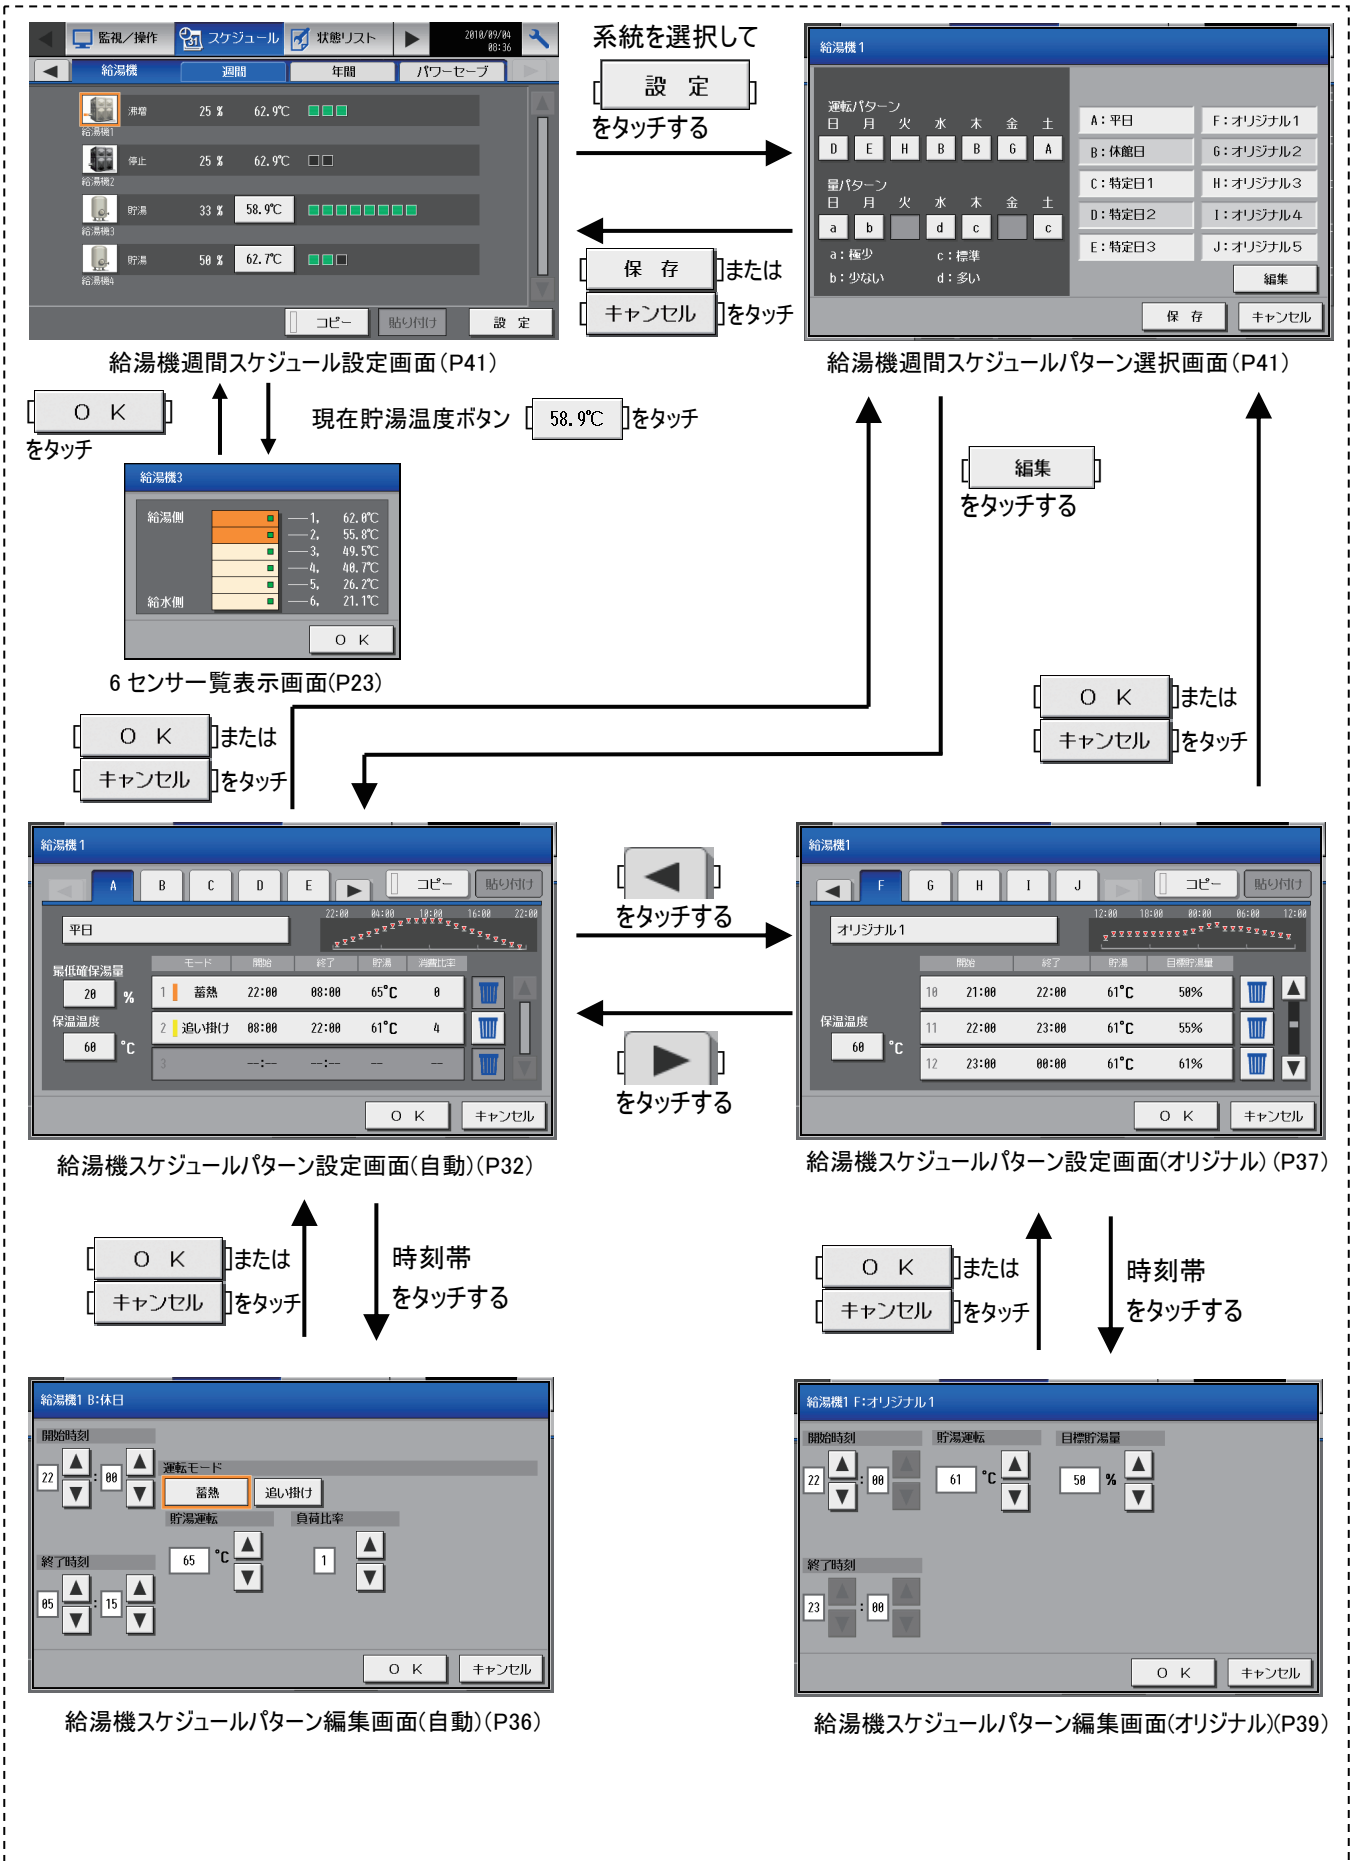 監視／操作 スケジュール 状態リスト 2010/09/04 08:36
給湯機 週間 年間 パワーセーブ
沸増 25 % 62.9℃
給湯機1
停止 25 % 62.9℃
給湯機2
貯湯 33 % 58.9℃
給湯機3
貯湯 50 % 62.7℃
給湯機4
コピー 貼り付け 設 定
給湯機週間スケジュール設定画面(P41)
系統を選択して
[設 定]
をタッチする
[保 存]または
[キャンセル]をタッチ
給湯機1
運転パターン
日 月 火 水 木 金 土
D E H B B G A
量パターン
日 月 火 水 木 金 土
a b d c c
a：極少 c：標準
b：少ない d：多い
A：平日 F：オリジナル1
B：休館日 G：オリジナル2
C：特定日1 H：オリジナル3
D：特定日2 I：オリジナル4
E：特定日3 J：オリジナル5
編集
保 存 キャンセル
給湯機週間スケジュールパターン選択画面(P41)
[O K]
をタッチ
現在貯湯温度ボタン [58.9℃]をタッチ
給湯機3
給湯側
1, 62.0℃
2, 55.8℃
3, 49.5℃
4, 40.7℃
5, 26.2℃
給水側 6, 21.1℃
O K
6 センサ一覧表示画面(P23)
[編集]
をタッチする
[O K]または
[キャンセル]をタッチ
[O K]または
[キャンセル]をタッチ
給湯機1
A B C D E コピー 貼り付け
平日
22:00 04:00 10:00 16:00 22:00
最低確保湯量
20 %
保温温度
60 ℃
モード 開始 終了 貯湯 消費比率
1 蓄熱 22:00 08:00 65℃ 0
2 追い掛け 08:00 22:00 61℃ 4
3 --:-- --:-- -- --
O K キャンセル
給湯機スケジュールパターン設定画面(自動)(P32)
[◀]
をタッチする
[▶]
をタッチする
給湯機1
F G H I J コピー 貼り付け
オリジナル1
12:00 18:00 00:00 06:00 12:00
開始 終了 貯湯 目標貯湯量
10 21:00 22:00 61℃ 50%
11 22:00 23:00 61℃ 55%
12 23:00 00:00 61℃ 61%
保温温度
60 ℃
O K キャンセル
給湯機スケジュールパターン設定画面(オリジナル) (P37)
[O K]または
[キャンセル]をタッチ
時刻帯
をタッチする
[O K]または
[キャンセル]をタッチ
時刻帯
をタッチする
給湯機1 B:休日
開始時刻
22 : 00
運転モード
蓄熱 追い掛け
貯湯運転 負荷比率
65 ℃ 1
終了時刻
05 : 15
O K キャンセル
給湯機スケジュールパターン編集画面(自動)(P36)
給湯機1 F:オリジナル1
開始時刻 貯湯運転 目標貯湯量
22 : 00 61 ℃ 50 %
終了時刻
23 : 00
O K キャンセル
給湯機スケジュールパターン編集画面(オリジナル)(P39)